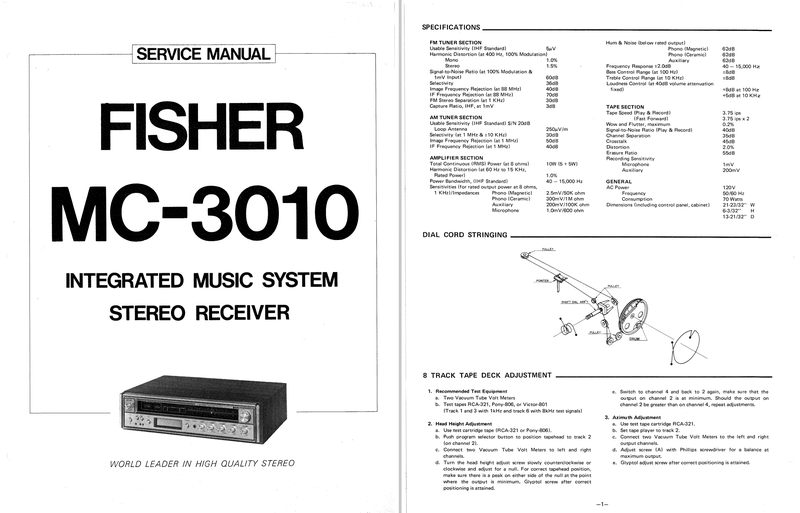 SERVICE MANUAL
FISHER
MC-3010
INTEGRATED MUSIC SYSTEM
STEREO RECEIVER
WORLD LEADER IN HIGH QUALITY STEREO
SPECIFICATIONS
FM TUNER SECTION
Usable Sensitivity (IHF Standard) 5μV
Harmonic Distortion (at 400 Hz, 100% Modulation)
Mono 1.0%
Stereo 1.5%
Signal-to-Noise Ratio (at 100% Modulation &
1mV Input) 60dB
Selectivity 36dB
Image Frequency Rejection (at 88 MHz) 40dB
IF Frequency Rejection (at 88 MHz) 70dB
FM Stereo Separation (at 1 KHz) 30dB
Capture Ratio, IHF, at 1mV 3dB
AM TUNER SECTION
Usable Sensitivity (IHF Standard) S/N 20dB
Loop Antenna 250μV/m
Selectivity (at 1 MHz & ±10 KHz) 30dB
Image Frequency Rejection (at 1 MHz) 50dB
IF Frequency Rejection (at 1 MHz) 40dB
AMPLIFIER SECTION
Total Continuous (RMS) Power (at 8 ohms) 10W (5 + 5W)
Harmonic Distortion (at 60 Hz to 15 KHz,
Rated Power) 1.0%
Power Bandwidth, (IHF Standard) 40 – 15,000 Hz
Sensitivities (for rated output power at 8 ohms,
1 KHz)/Impedances Phono (Magnetic) 2.5mV/50K ohm
Phono (Ceramic) 300mV/1M ohm
Auxiliary 200mV/100K ohm
Microphone 1.0mV/600 ohm
Hum & Noise (below rated output)
Phono (Magnetic) 62dB
Phono (Ceramic) 63dB
Auxiliary 63dB
Frequency Response ±2.0dB 40 – 15,000 Hz
Bass Control Range (at 100 Hz) ±8dB
Treble Control Range (at 10 KHz) ±8dB
Loudness Control (at 40dB volume attenuation
fixed) +8dB at 100 Hz
+5dB at 10 KHz
TAPE SECTION
Tape Speed (Play & Record) 3.75 ips
(Fast Forward) 3.75 ips x 2
Wow and Flutter, maximum 0.2%
Signal-to-Noise Ratio (Play & Record) 40dB
Channel Separation 35dB
Crosstalk 45dB
Distortion 2.0%
Erasure Ratio 55dB
Recording Sensitivity
Microphone 1mV
Auxiliary 200mV
GENERAL
AC Power 120V
Frequency 50/60 Hz
Consumption 70 Watts
Dimensions (including control panel, cabinet) 21-23/32" W
6-3/32" H
13-21/32" D
DIAL CORD STRINGING
PULLEY
POINTER
PULLEY
SHAFT DIAL ASS'Y
PULLEY
DRUM
8 TRACK TAPE DECK ADJUSTMENT
1. Recommended Test Equipment
a. Two Vacuum Tube Volt Meters
b. Test tapes RCA-321, Pony-806, or Victor-801
(Track 1 and 3 with 1kHz and track 6 with 8kHz test signals)
2. Head Height Adjustment
a. Use test cartridge tape (RCA-321 or Pony-806).
b. Push program selector button to position tapehead to track 2
(on channel 2).
c. Connect two Vacuum Tube Volt Meters to left and right
channels.
d. Turn the head height adjust screw slowly counterclockwise or
clockwise and adjust for a null. For correct tapehead position,
make sure there is a peak on either side of the null at the point
where the output is minimum. Glyptol screw after correct
positioning is attained.
e. Switch to channel 4 and back to 2 again, make sure that the
output on channel 2 is at minimum. Should the output on
channel 2 be greater than on channel 4, repeat adjustments.
3. Azimuth Adjustment
a. Use test tape cartridge RCA-321.
b. Set tape player to track 2.
c. Connect two Vacuum Tube Volt Meters to the left and right
output channels.
d. Adjust screw (A) with Phillips screwdriver for a balance at
maximum output.
e. Glyptol adjust screw after correct positioning is attained.
–1–